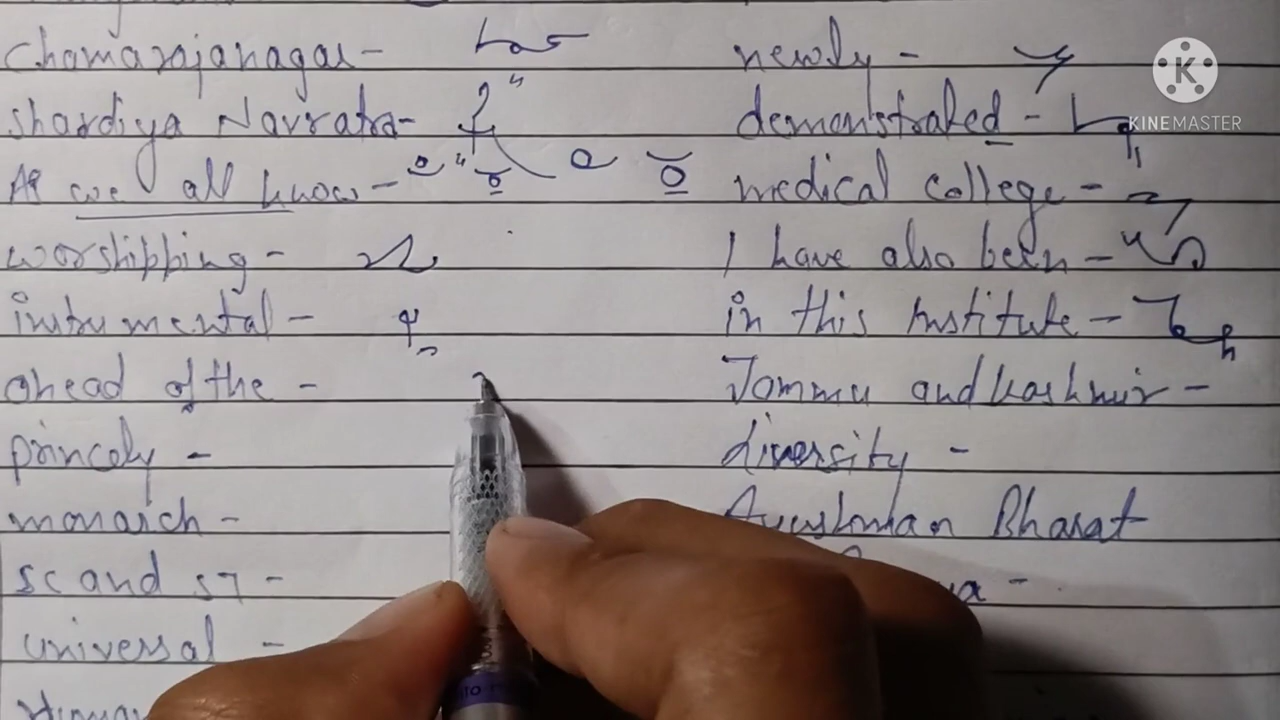 Chamarajanagar -
newly -
Shardiya Navratra -
demonstrated -
As we all know -
medical college -
worshipping -
I have also been -
instrumental -
in this Institute -
ahead of the -
Jammu and Kashmir -
princely -
diversity -
monarch -
Ayushman Bharat
SC and ST -
universal -
K
KINEMASTER